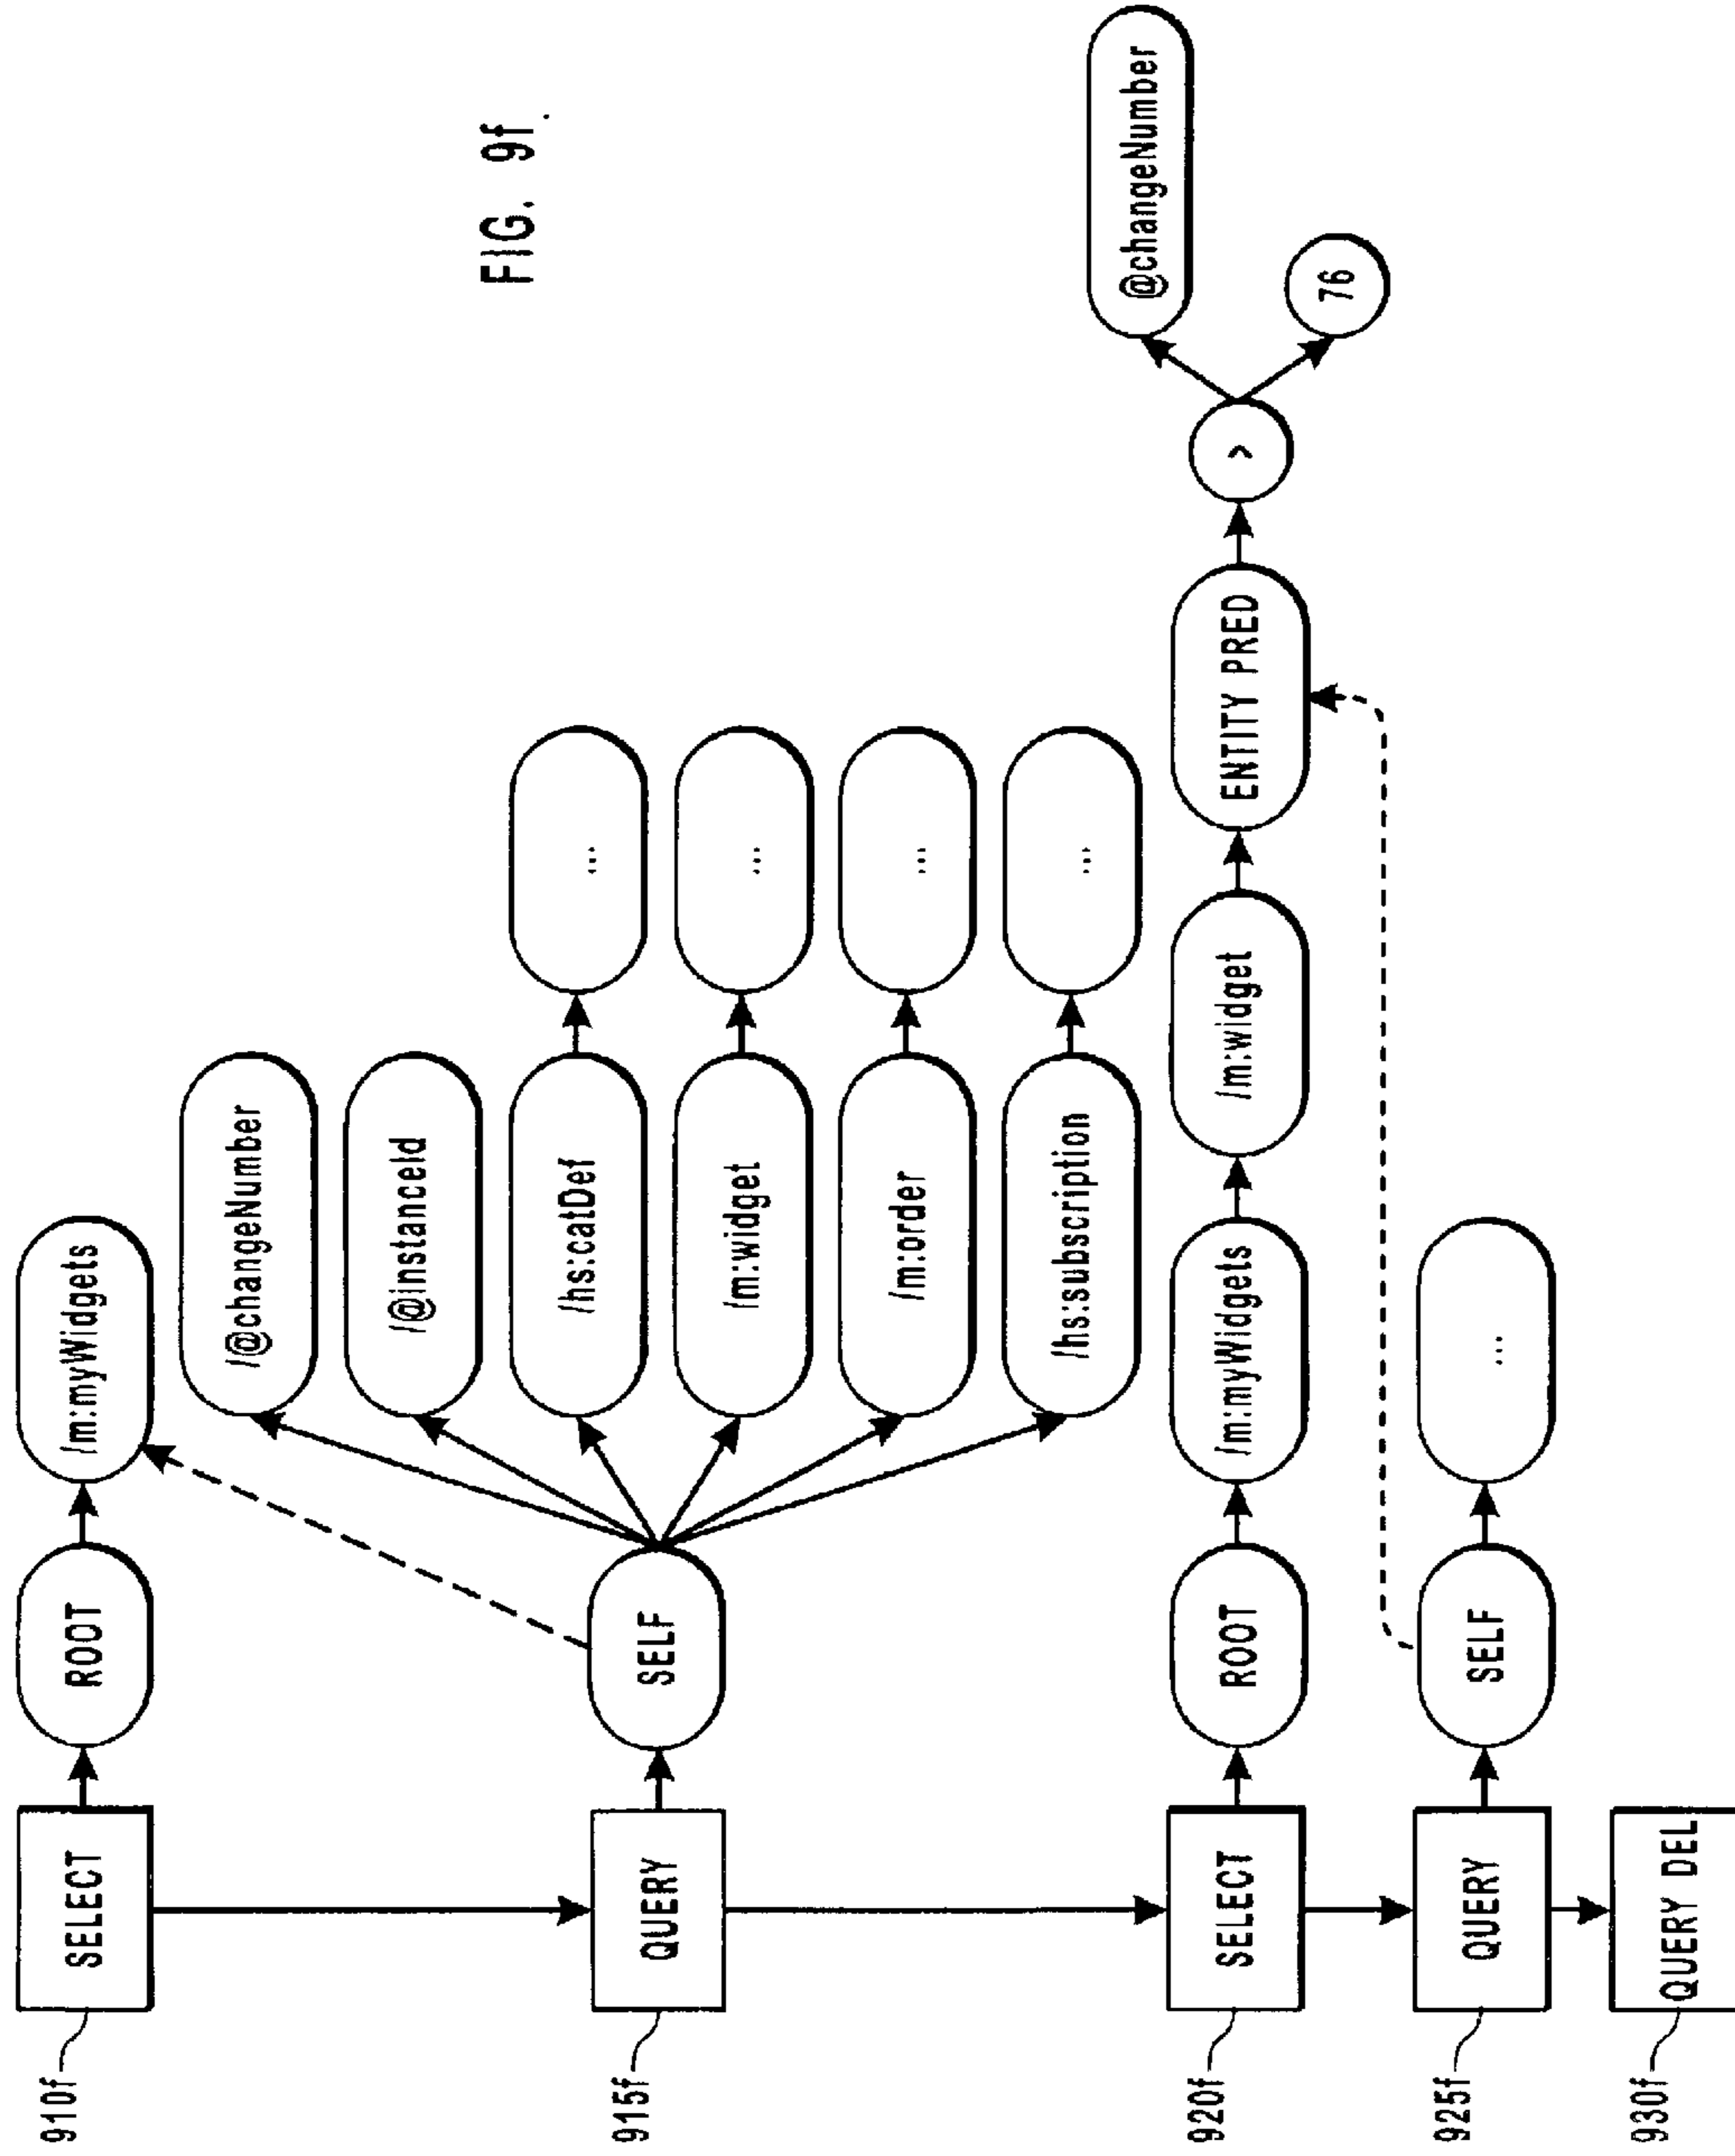 FIG. 9f
910f
SELECT
ROOT
/m:myWidgets
915f
QUERY
SELF
/@changeNumber
/@instanceId
/hs:catDef
...
/m:widget
...
/m:order
...
/hs:subscription
...
920f
SELECT
ROOT
/m:myWidgets
/m:widget
ENTITY PRED
>
@changeNumber
76
925f
QUERY
SELF
...
930f
QUERY DEL